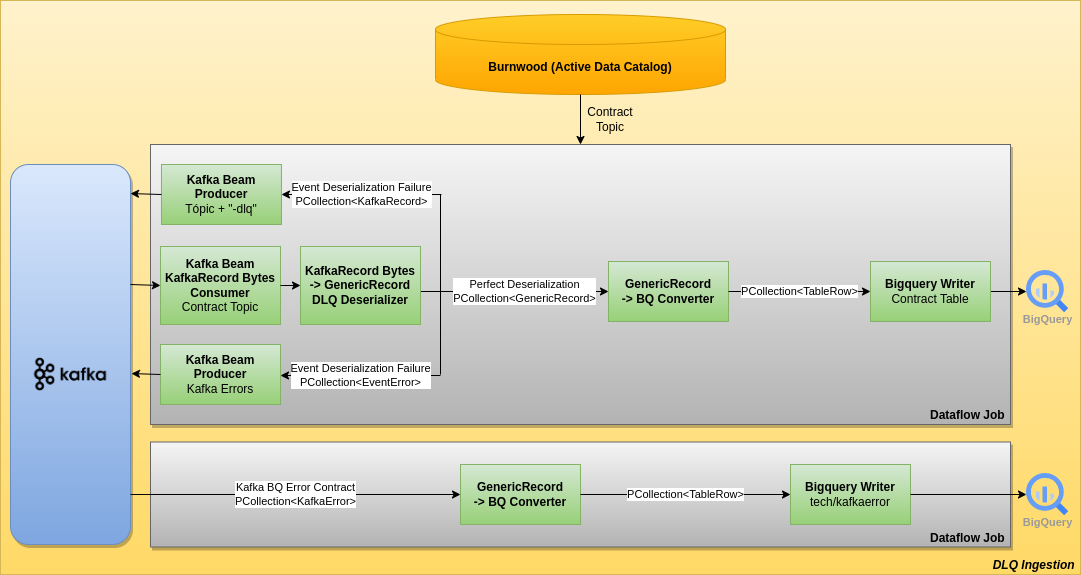 Burnwood (Active Data Catalog)
Contract
Topic
Kafka Beam
Producer
Tópic + "-dlq"
Event Deserialization Failure
PCollection<KafkaRecord>
Kafka Beam
KafkaRecord Bytes
Consumer
Contract Topic
KafkaRecord Bytes
-> GenericRecord
DLQ Deserializer
Perfect Deserialization
PCollection<GenericRecord>
GenericRecord
-> BQ Converter
PCollection<TableRow>
Bigquery Writer
Contract Table
BigQuery
Kafka Beam
Producer
Kafka Errors
Event Deserialization Failure
PCollection<EventError>
kafka
Dataflow Job
Kafka BQ Error Contract
PCollection<KafkaError>
GenericRecord
-> BQ Converter
PCollection<TableRow>
Bigquery Writer
tech/kafkaerror
BigQuery
Dataflow Job
DLQ Ingestion